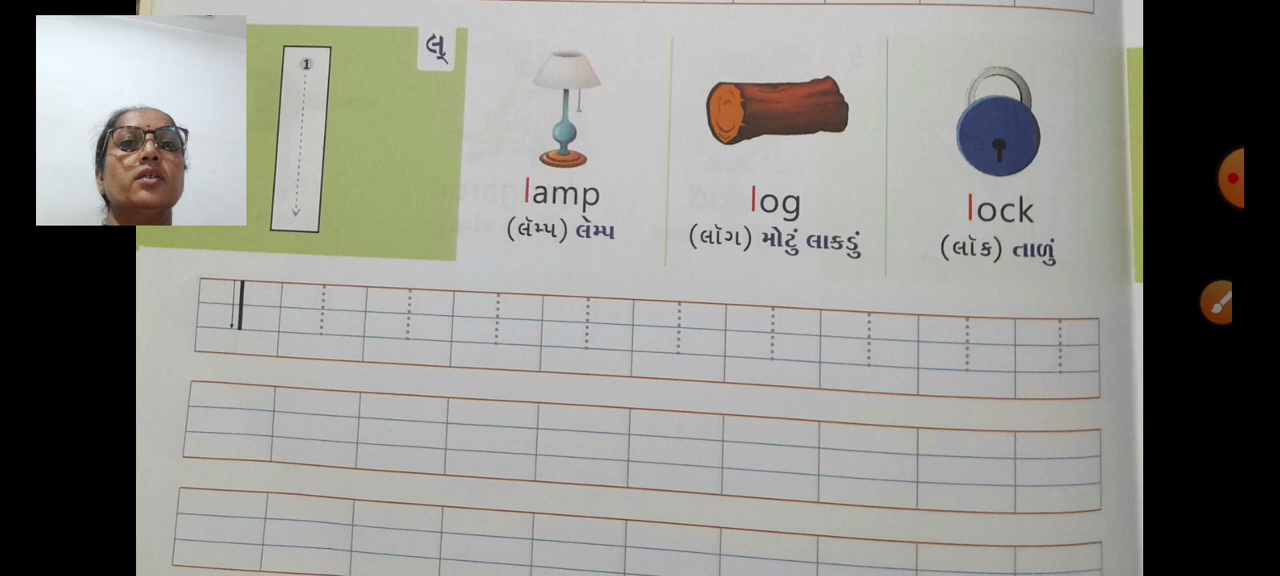 1
લ્
lamp
(લૅમ્પ) લેમ્પ
log
(લૉગ) મોટું લાકડું
lock
(લૉક) તાળું
l